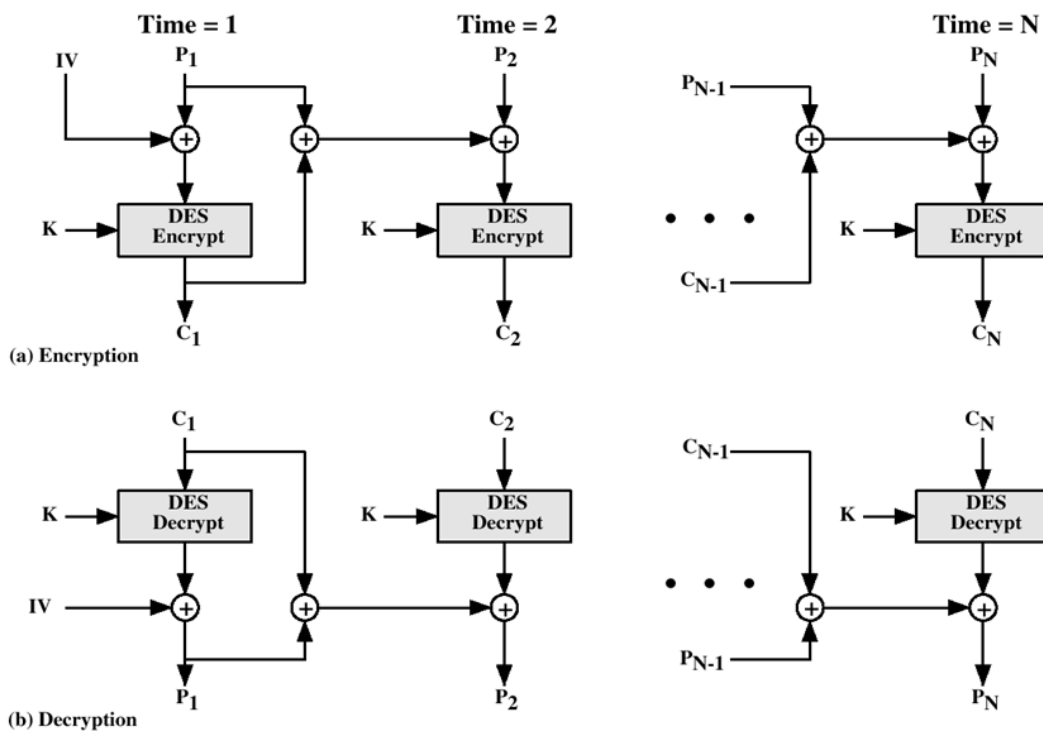 Time = 1 Time = 2 Time = N
IV P1 P2 PN-1 PN
+ + + + +
K DES Encrypt K DES Encrypt • • • K DES Encrypt
CN-1
C1 C2 CN
(a) Encryption
C1 C2 CN-1 CN
K DES Decrypt K DES Decrypt K DES Decrypt
• • •
IV + + + + +
P1 P2 PN-1 PN
(b) Decryption